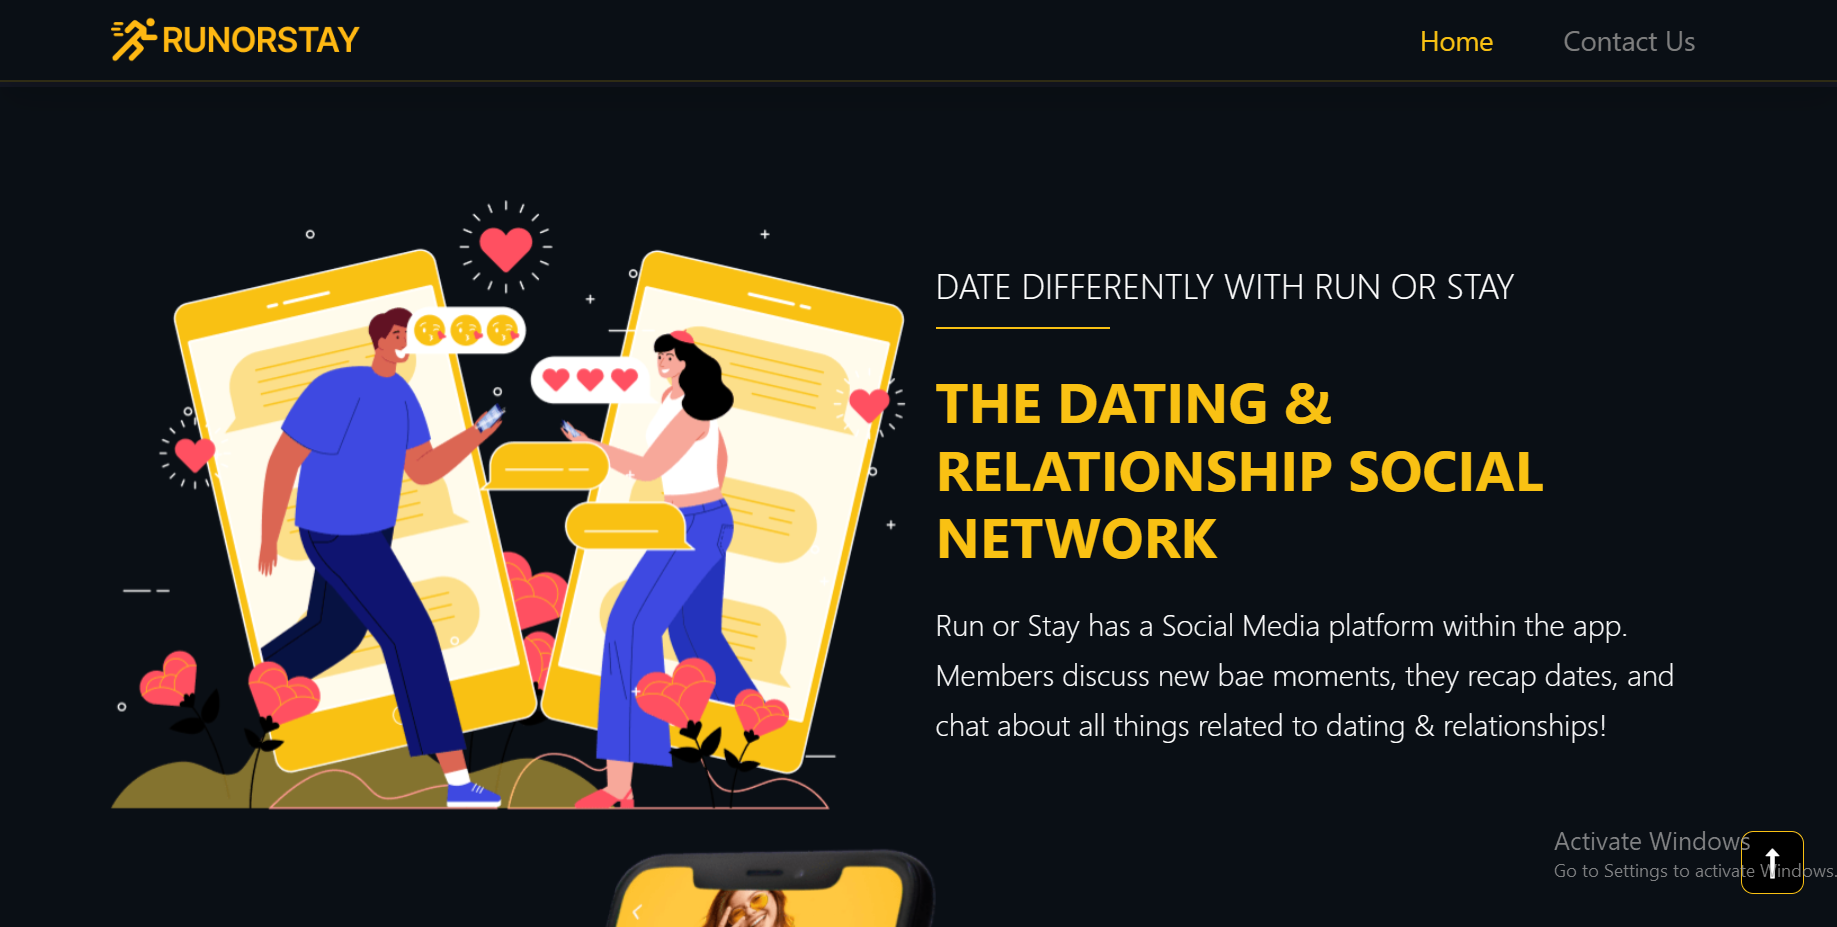 RUNORSTAY
Home
Contact Us
DATE DIFFERENTLY WITH RUN OR STAY
THE DATING &
RELATIONSHIP SOCIAL
NETWORK
Run or Stay has a Social Media platform within the app.
Members discuss new bae moments, they recap dates, and
chat about all things related to dating & relationships!
Activate Windows
Go to Settings to activate Windows.